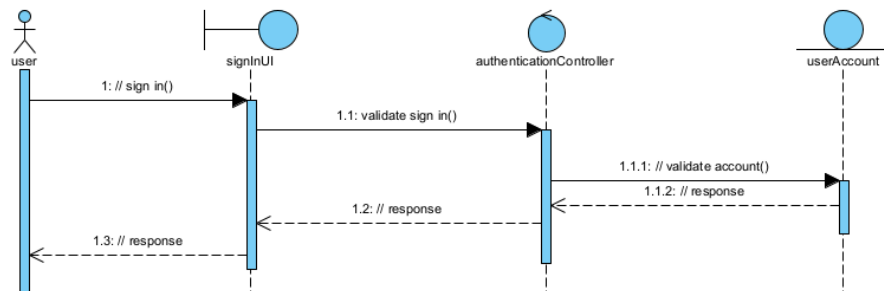 user
signInUI
authenticationController
userAccount
1: // sign in()
1.1: validate sign in()
1.1.1: // validate account()
1.1.2: // response
1.2: // response
1.3: // response